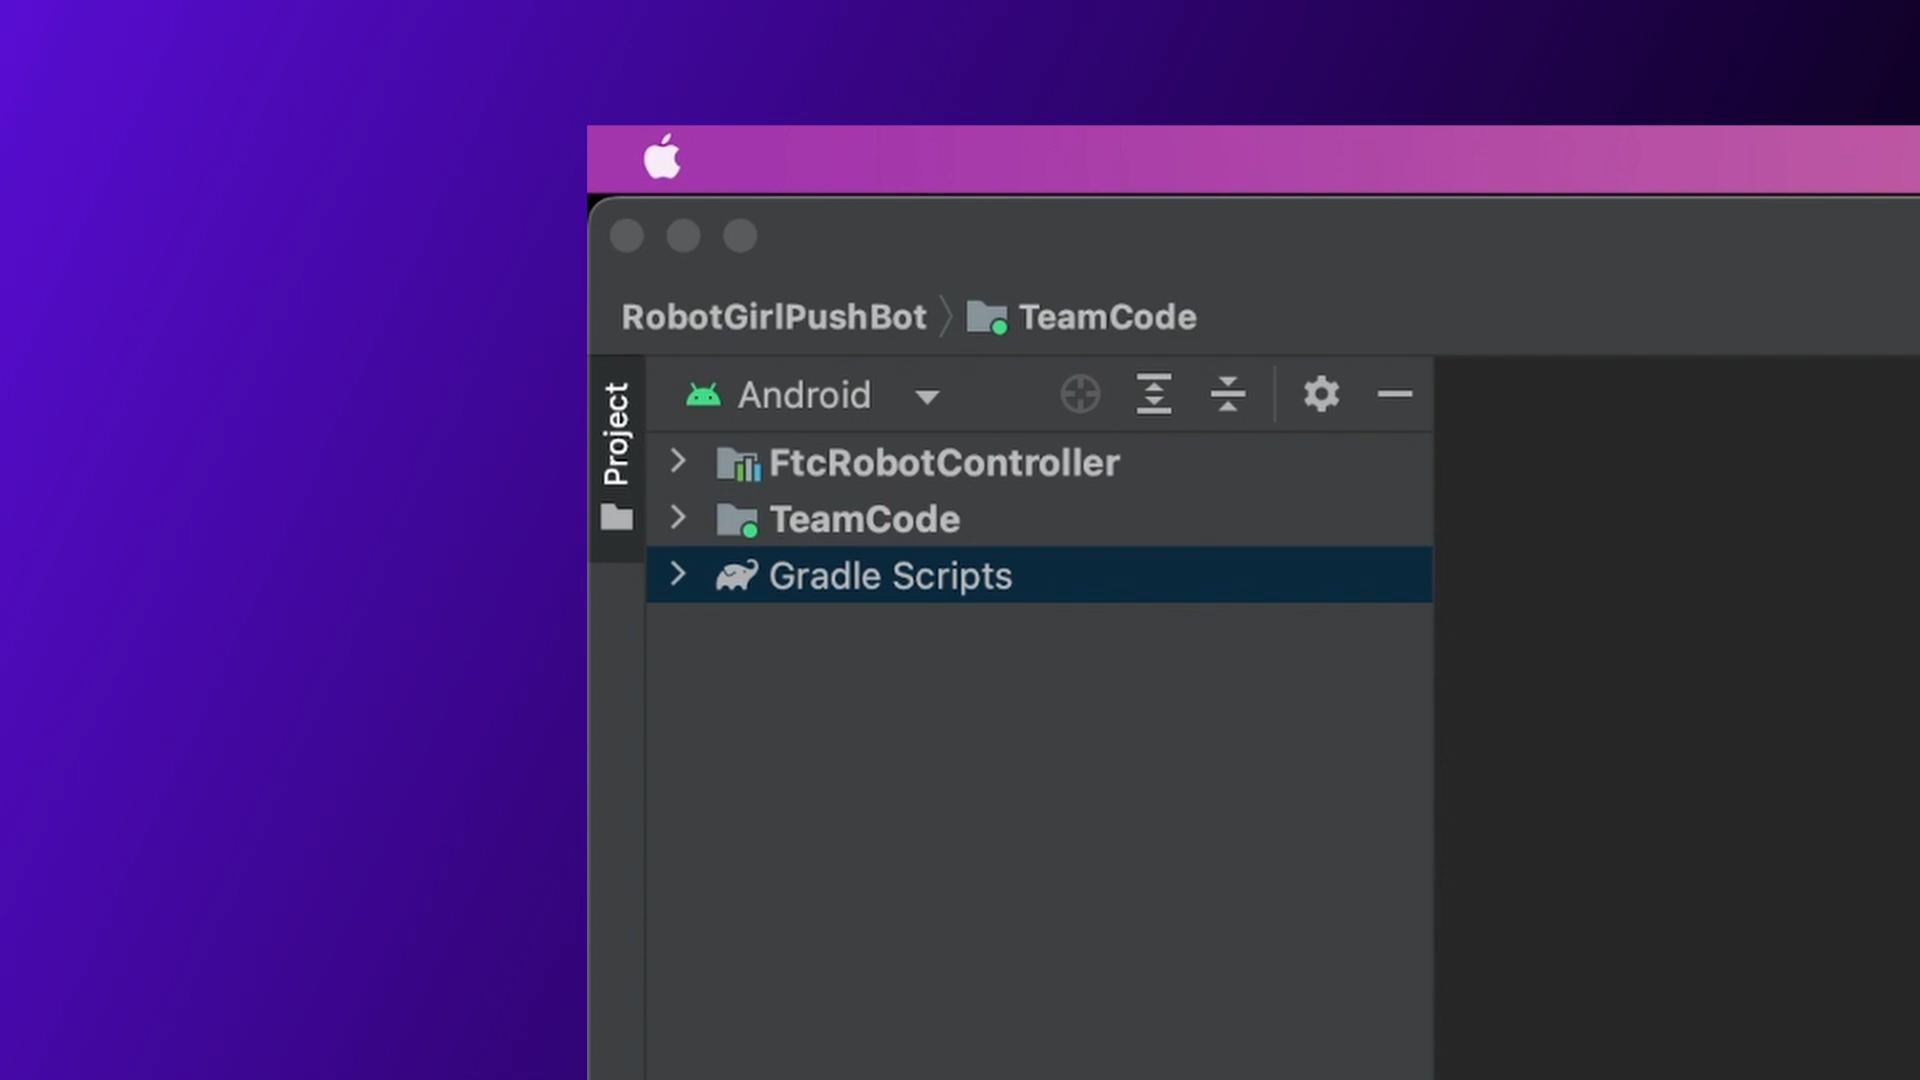 RobotGirlPushBot TeamCode
Project
Android
FtcRobotController
TeamCode
Gradle Scripts